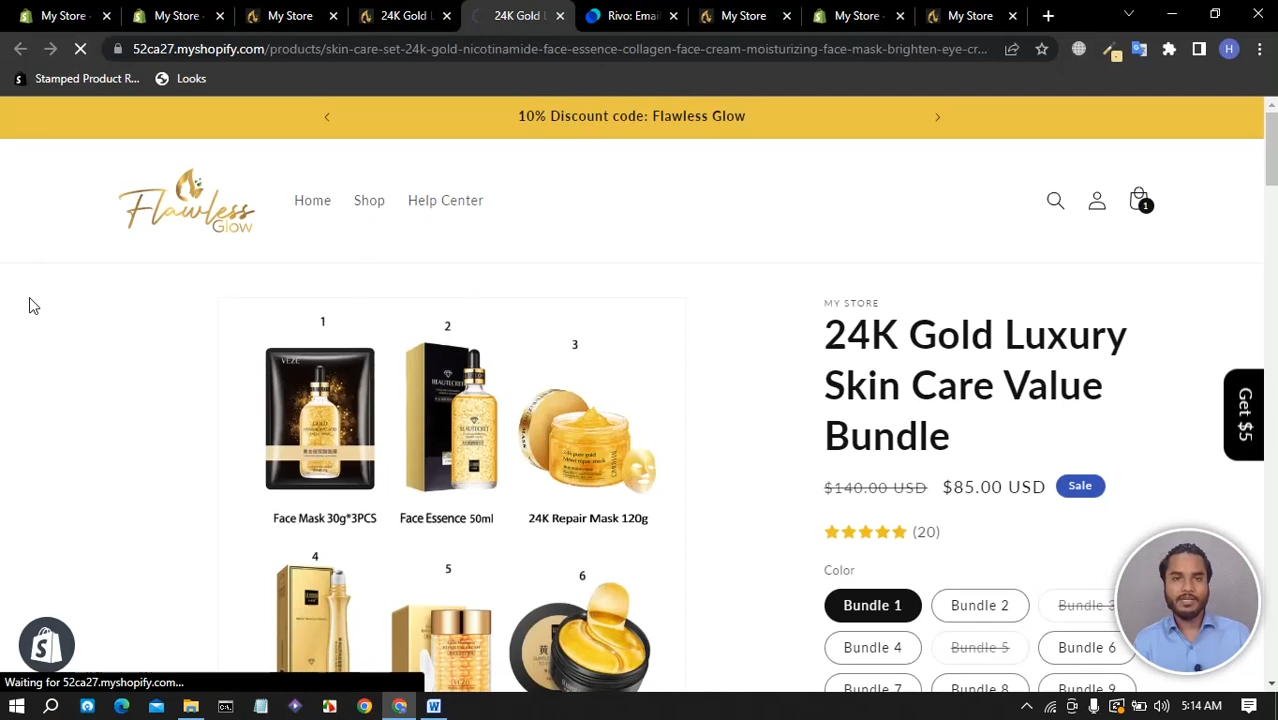 My Store
My Store
My Store
24K Gold L
24K Gold L
Rivo: Emai
My Store
My Store
My Store
52ca27.myshopify.com/products/skin-care-set-24k-gold-nicotinamide-face-essence-collagen-face-cream-moisturizing-face-mask-brighten-eye-cr...
H
Stamped Product R...
Looks
10% Discount code: Flawless Glow
Flawless
Glow
Home
Shop
Help Center
1
MY STORE
24K Gold Luxury
Skin Care Value
Bundle
$140.00 USD
$85.00 USD
Sale
(20)
Color
Bundle 1
Bundle 2
Bundle 3
Bundle 4
Bundle 5
Bundle 6
Bundle 7
Bundle 8
Bundle 9
Get $5
1
2
3
VEZE
GOLD
BEAUTECRET
BEAUTECRET
Face Mask 30g*3PCS
Face Essence 50ml
24K Repair Mask 120g
4
5
6
Waiting for 52ca27.myshopify.com...
5:14 AM